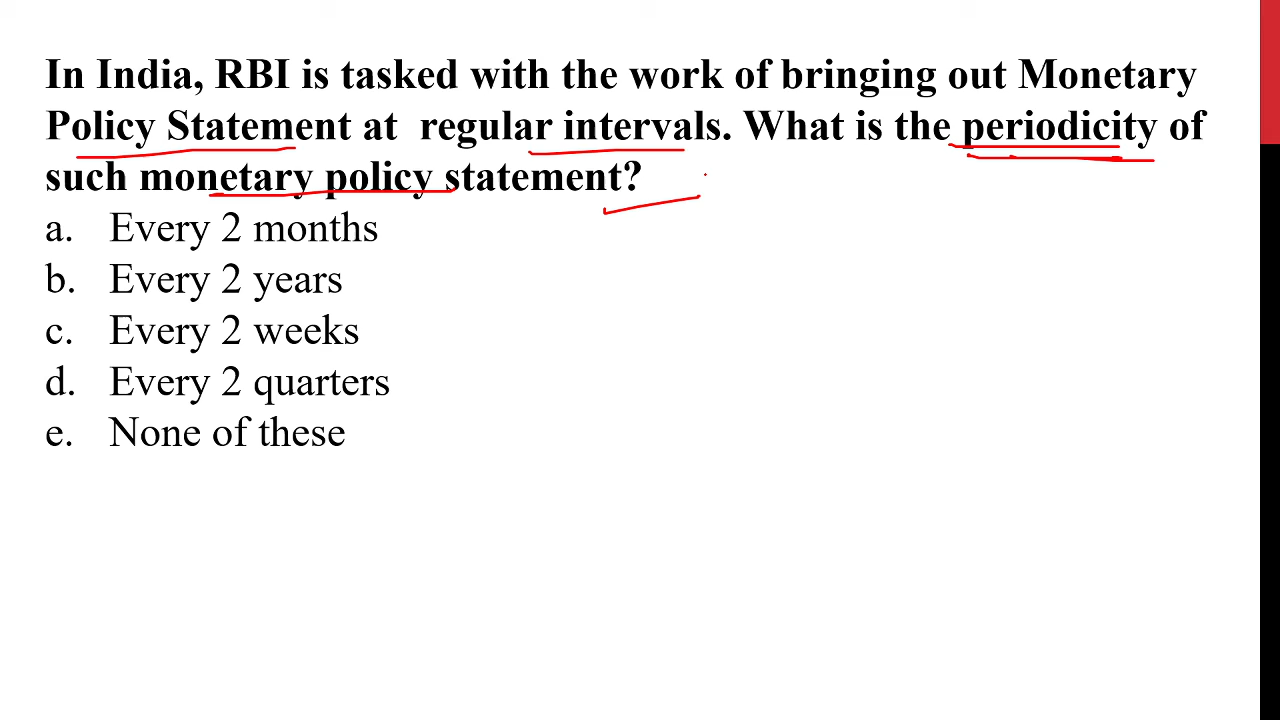 In India, RBI is tasked with the work of bringing out Monetary
Policy Statement at regular intervals. What is the periodicity of
such monetary policy statement?
a. Every 2 months
b. Every 2 years
c. Every 2 weeks
d. Every 2 quarters
e. None of these